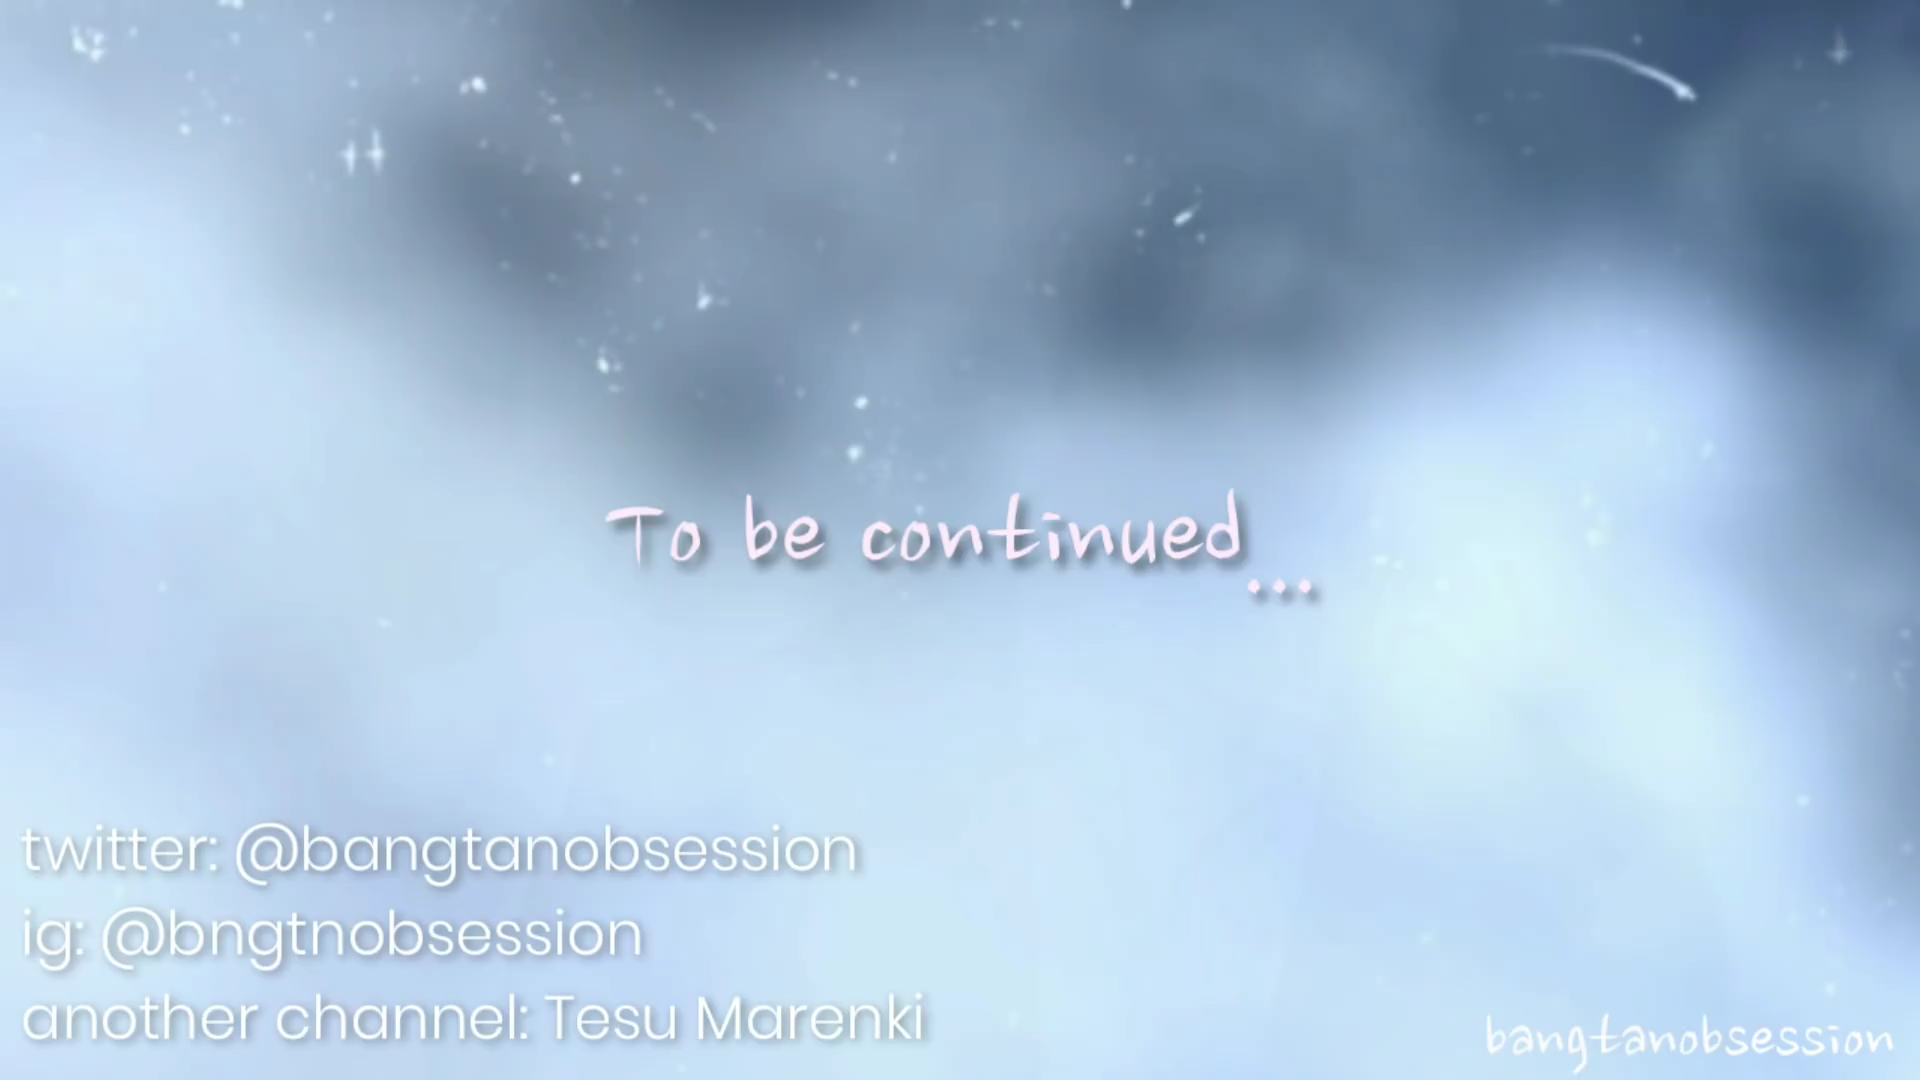 To be continued...
twitter: @bangtanobsession
ig: @bngtnobsession
another channel: Tesu Marenki
bangtanobsession